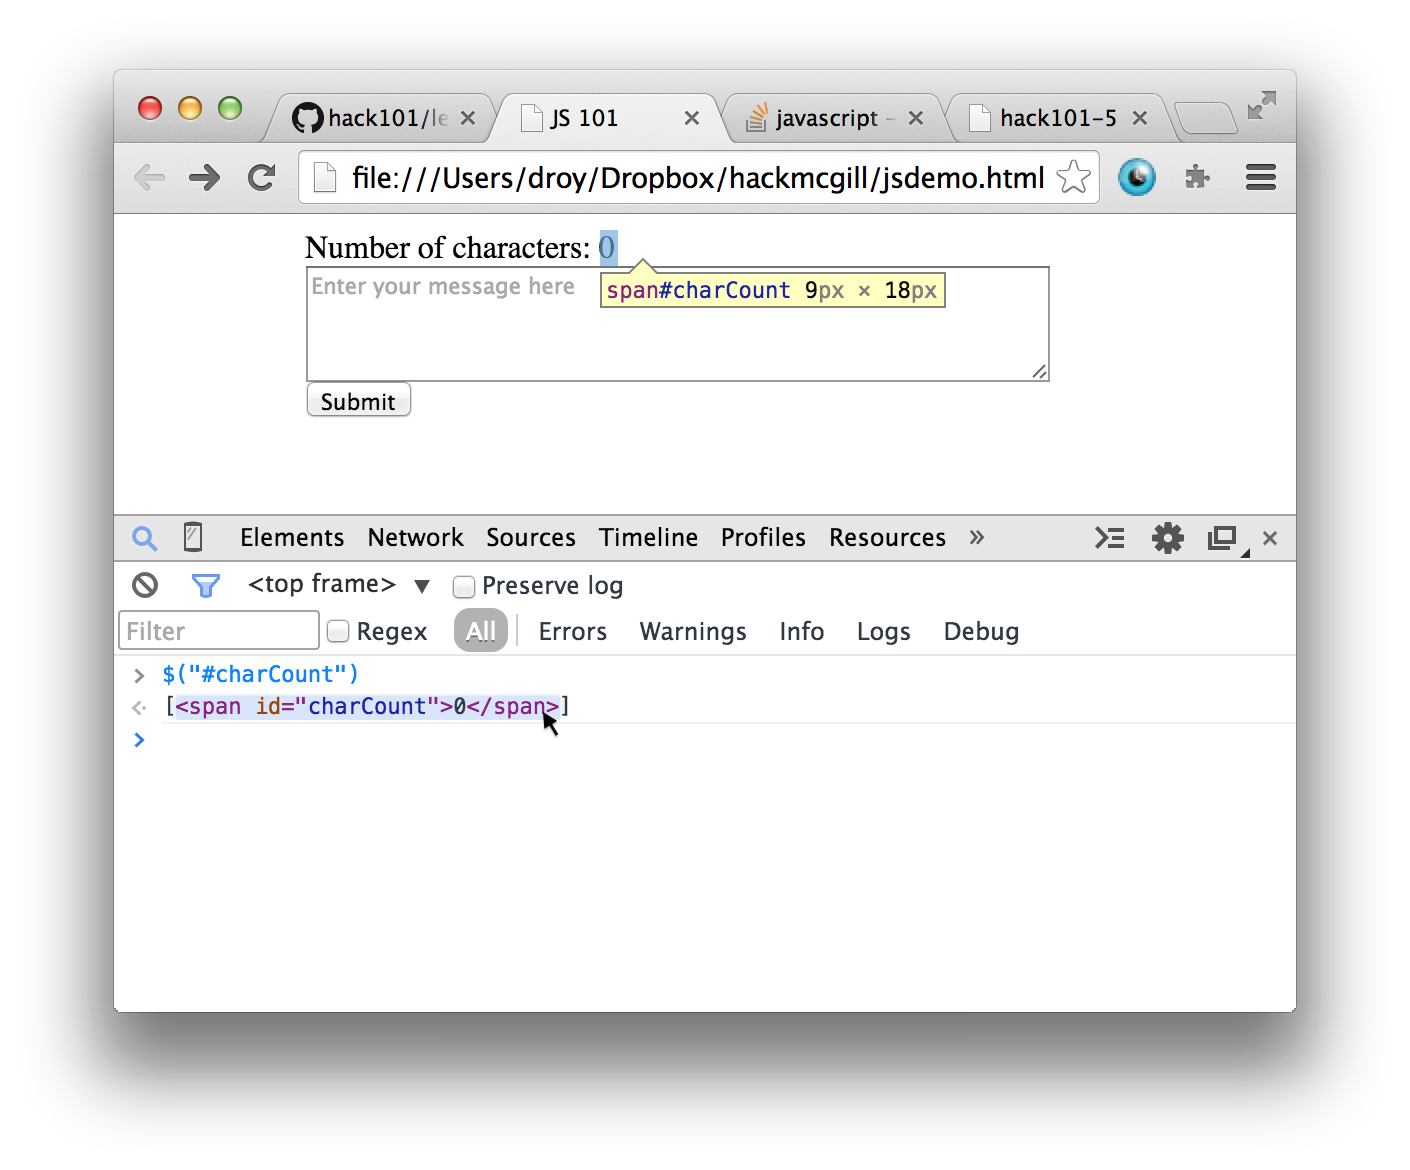 hack101/le JS 101 javascript - hack101-5
file:///Users/droy/Dropbox/hackmcgill/jsdemo.html
Number of characters: 0
Enter your message here span#charCount 9px × 18px
Submit
Elements Network Sources Timeline Profiles Resources »
<top frame> ▼ Preserve log
Filter Regex All Errors Warnings Info Logs Debug
> $("#charCount")
[<span id="charCount">0</span>]
>